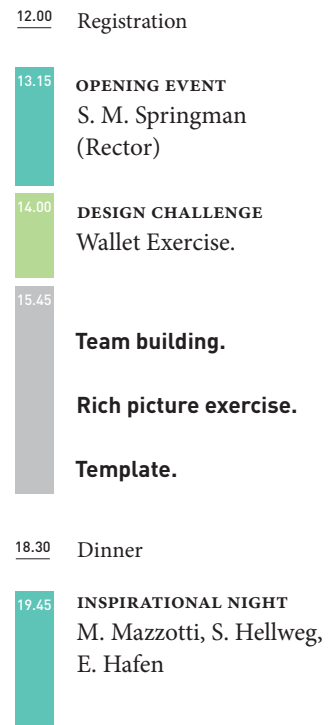 12.00 Registration
13.15 OPENING EVENT
S. M. Springman
(Rector)
14.00 DESIGN CHALLENGE
Wallet Exercise.
15.45
Team building.
Rich picture exercise.
Template.
18.30 Dinner
19.45 INSPIRATIONAL NIGHT
M. Mazzotti, S. Hellweg,
E. Hafen